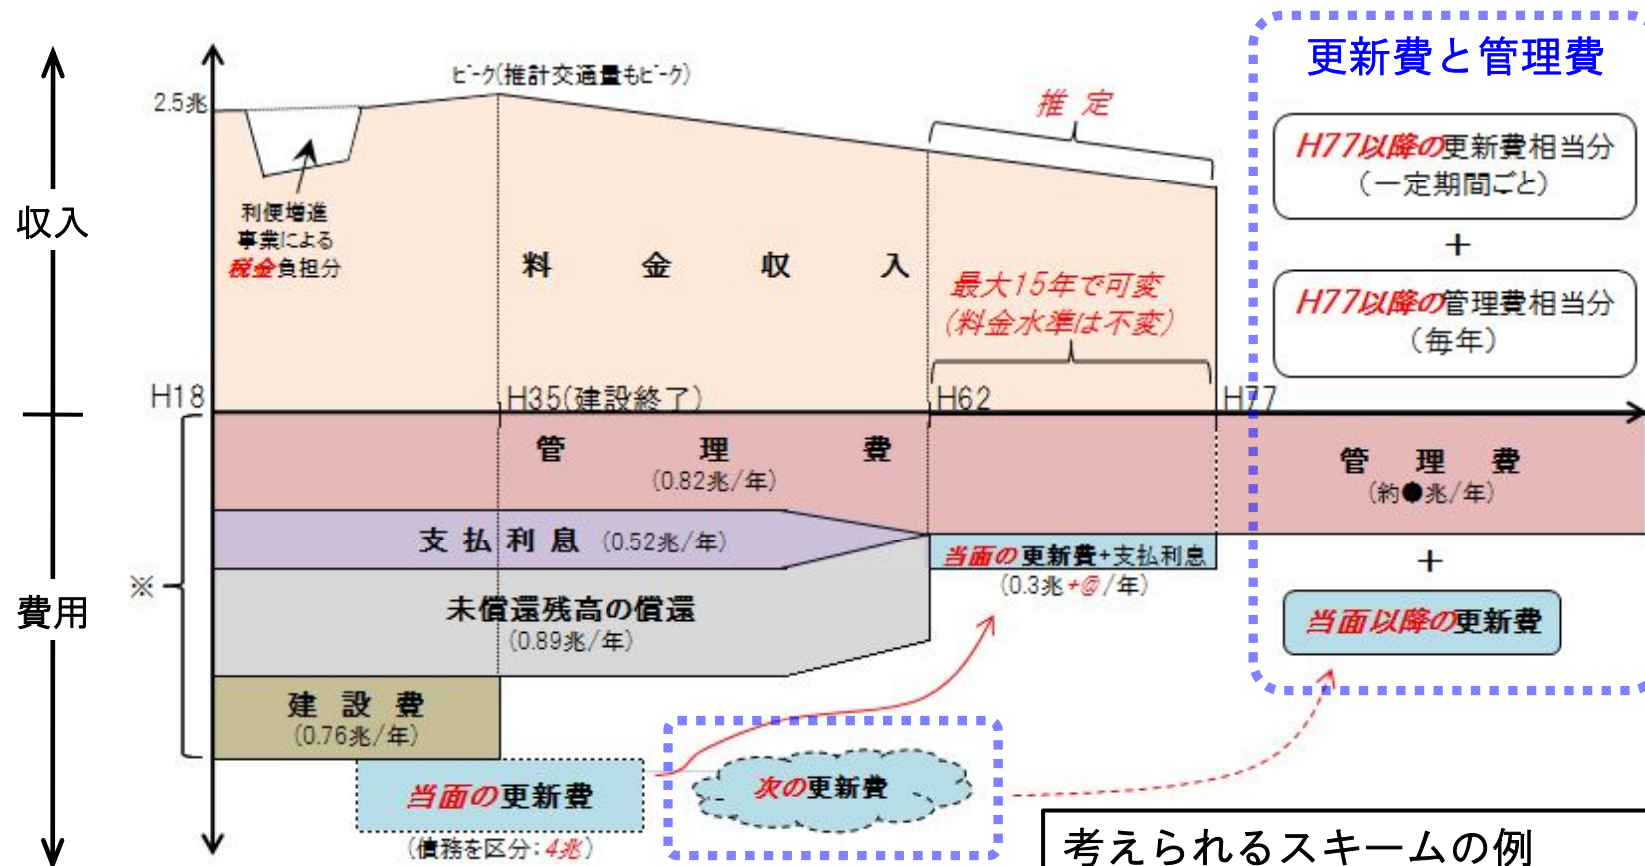 更新費と管理費
ピーク(推計交通量もピーク)
2.5兆
推 定
H77以降の更新費相当分
(一定期間ごと)
収入
利便増進
事業による
税金負担分
料 金 収 入
+
最大15年で可変
(料金水準は不変)
H77以降の管理費相当分
(毎年)
H18
H35(建設終了)
H62
H77
管 理 費
(0.82兆/年)
管 理 費
(約●兆/年)
支 払 利 息 (0.52兆/年)
当面の更新費+支払利息
(0.3兆+@/年)
+
※
費用
未償還残高の償還
(0.89兆/年)
当面以降の更新費
建 設 費
(0.76兆/年)
当面の更新費
(債務を区分:4兆)
次の更新費
考えられるスキームの例